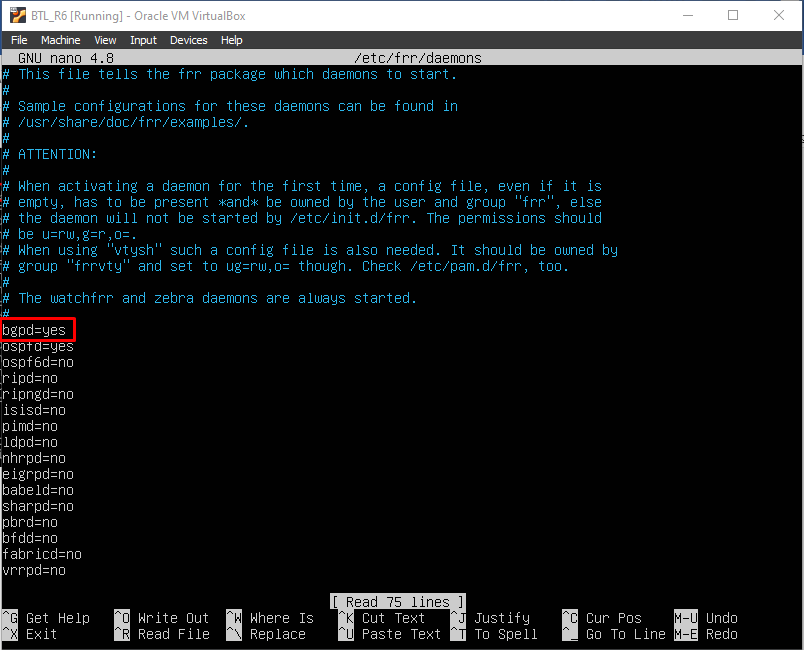 BTL_R6 [Running] - Oracle VM VirtualBox
File Machine View Input Devices Help
GNU nano 4.8 /etc/frr/daemons
# This file tells the frr package which daemons to start.
#
# Sample configurations for these daemons can be found in
# /usr/share/doc/frr/examples/.
#
# ATTENTION:
#
# When activating a daemon for the first time, a config file, even if it is
# empty, has to be present *and* be owned by the user and group "frr", else
# the daemon will not be started by /etc/init.d/frr. The permissions should
# be u=rw,g=r,o=.
# When using "vtysh" such a config file is also needed. It should be owned by
# group "frrvty" and set to ug=rw,o= though. Check /etc/pam.d/frr, too.
#
# The watchfrr and zebra daemons are always started.
#
bgpd=yes
ospfd=yes
ospf6d=no
ripd=no
ripngd=no
isisd=no
pimd=no
ldpd=no
nhrpd=no
eigrpd=no
babeld=no
sharpd=no
pbrd=no
bfdd=no
fabricd=no
vrrpd=no
[ Read 75 lines ]
^G Get Help ^O Write Out ^W Where Is ^K Cut Text ^J Justify ^C Cur Pos M-U Undo
^X Exit ^R Read File ^\ Replace ^U Paste Text ^T To Spell ^_ Go To Line M-E Redo